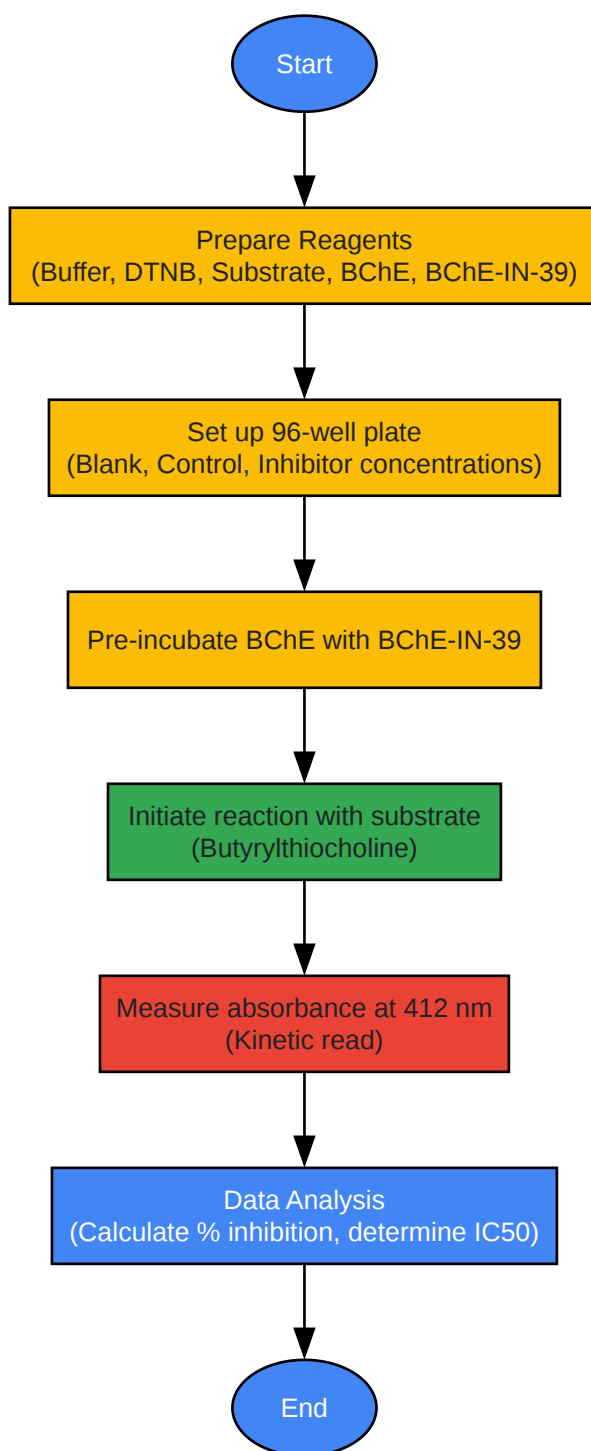 Start
Prepare Reagents
(Buffer, DTNB, Substrate, BChE, BChE-IN-39)
Set up 96-well plate
(Blank, Control, Inhibitor concentrations)
Pre-incubate BChE with BChE-IN-39
Initiate reaction with substrate
(Butyrylthiocholine)
Measure absorbance at 412 nm
(Kinetic read)
Data Analysis
(Calculate % inhibition, determine IC50)
End